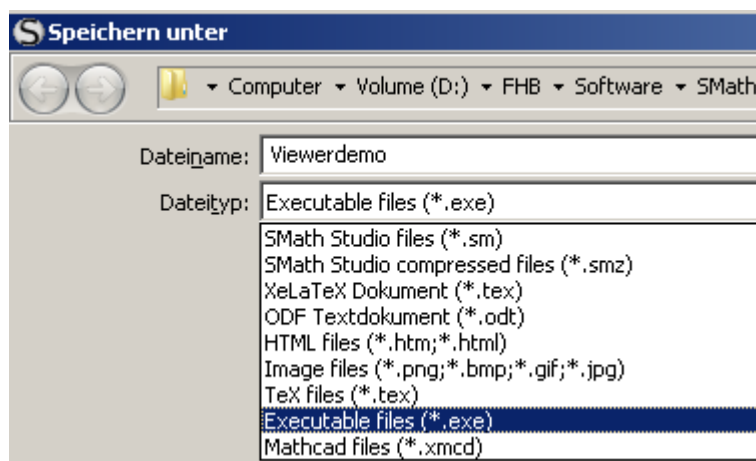 Speichern unter
Computer Volume (D:) FHB Software SMath
Dateiname: Viewerdemo
Dateityp: Executable files (*.exe)
SMath Studio files (*.sm)
SMath Studio compressed files (*.smz)
XeLaTeX Dokument (*.tex)
ODF Textdokument (*.odt)
HTML files (*.htm;*.html)
Image files (*.png;*.bmp;*.gif;*.jpg)
TeX files (*.tex)
Executable files (*.exe)
Mathcad files (*.xmcd)